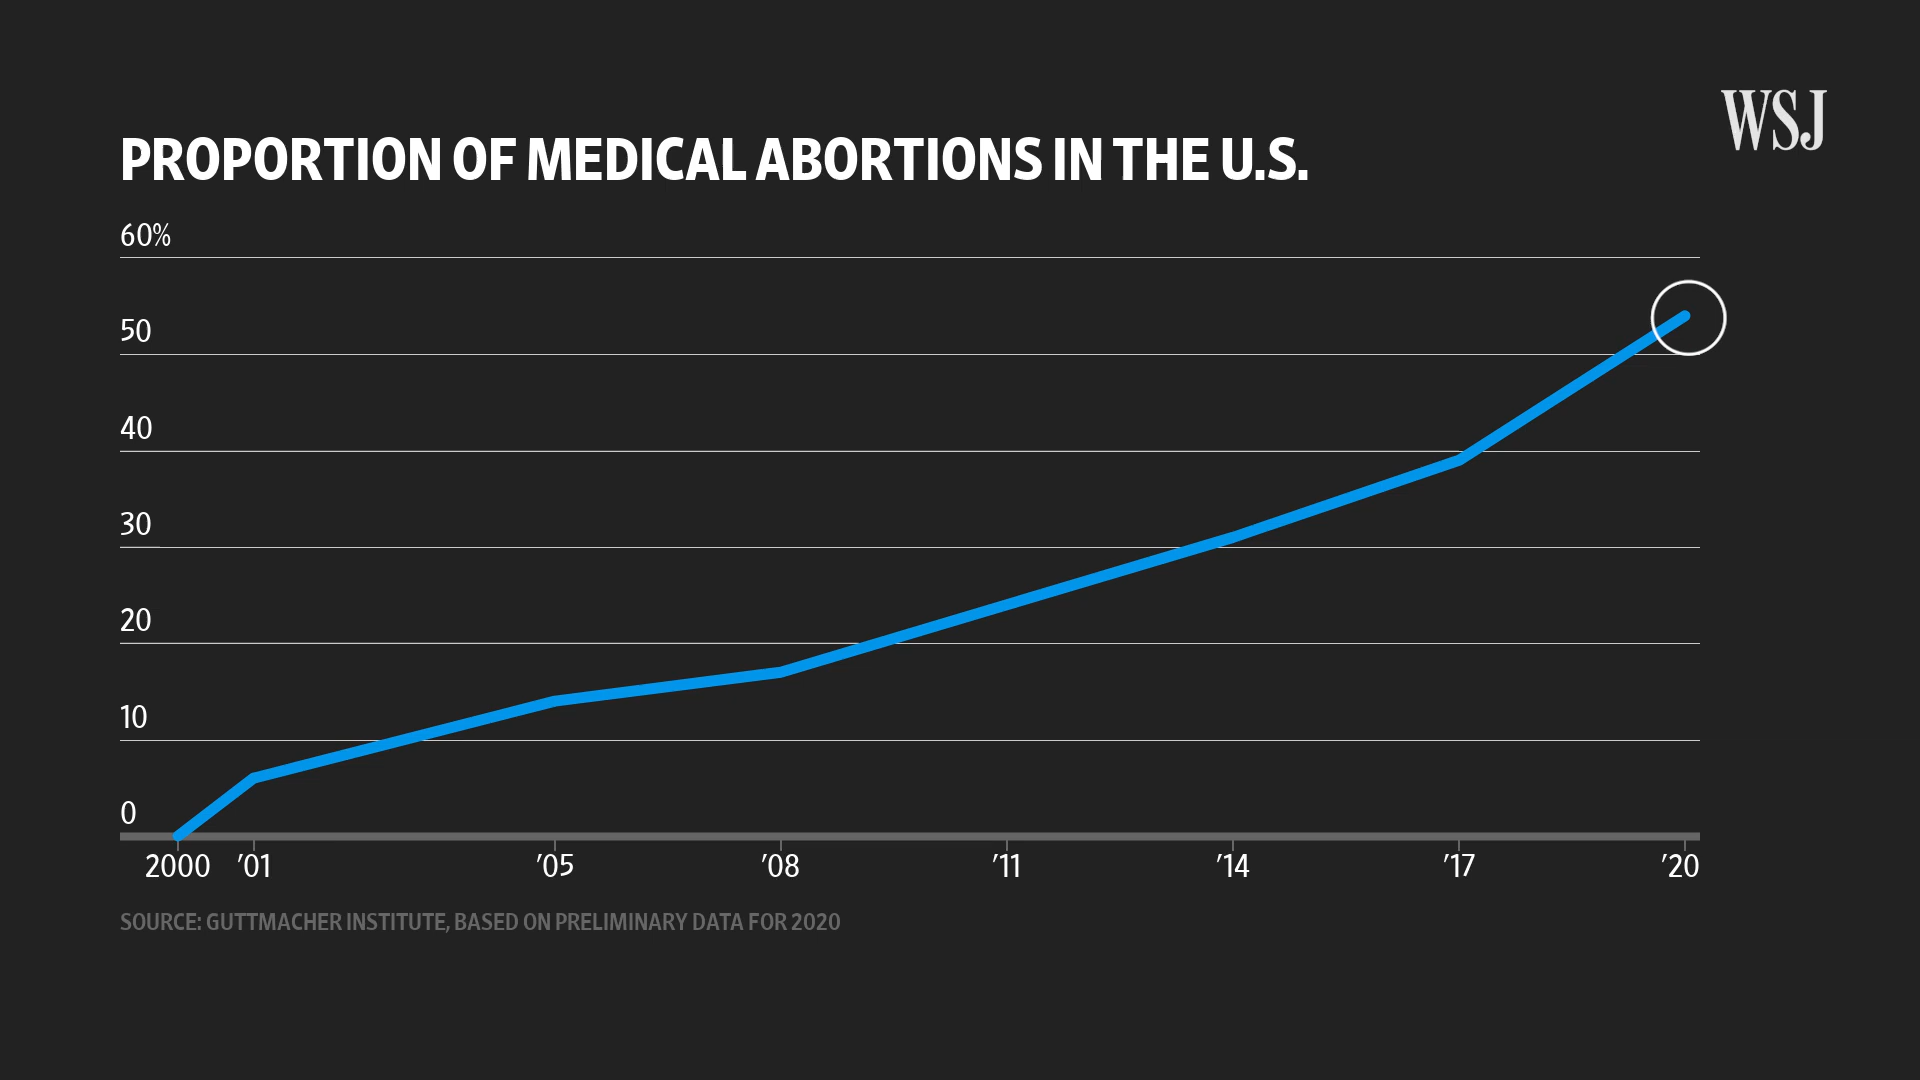 WSJ
PROPORTION OF MEDICAL ABORTIONS IN THE U.S.
60%
50
40
30
20
10
0
2000 ’01 ’05 ’08 ’11 ’14 ’17 ’20
SOURCE: GUTTMACHER INSTITUTE, BASED ON PRELIMINARY DATA FOR 2020